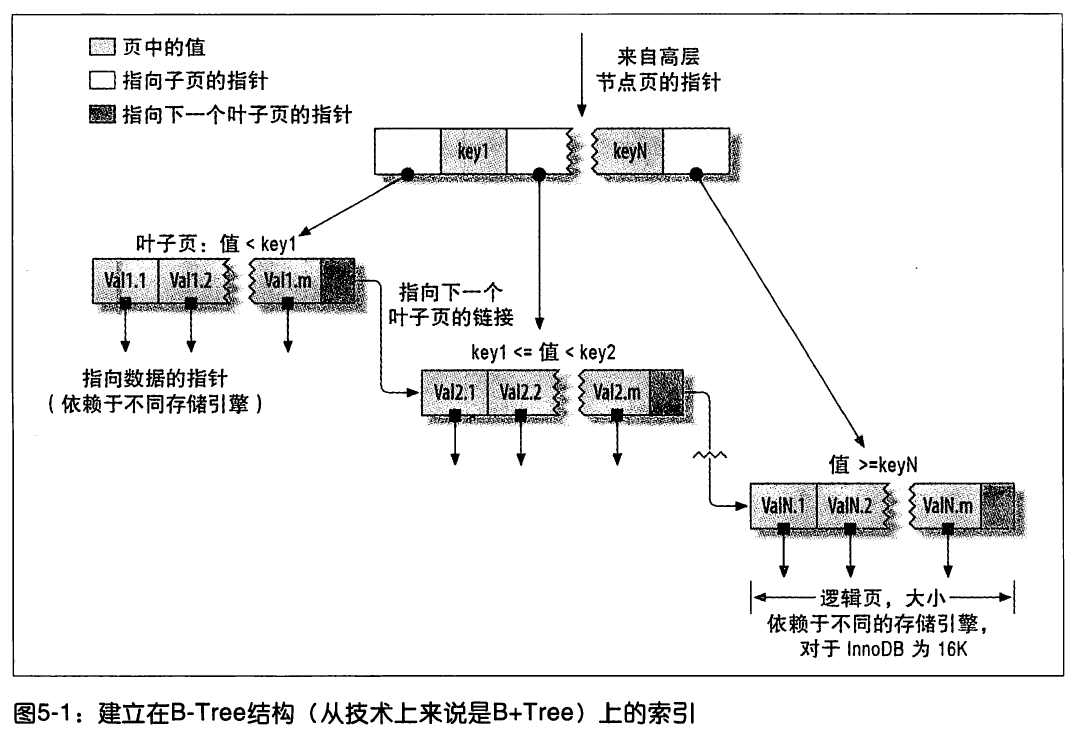 页中的值
指向子页的指针
指向下一个叶子页的指针
来自高层
节点页的指针
key1
keyN
叶子页：值 < key1
Val1.1
Val1.2
Val1.m
指向下一个
叶子页的链接
指向数据的指针
（依赖于不同存储引擎）
key1 <= 值 < key2
Val2.1
Val2.2
Val2.m
值 >=keyN
ValN.1
ValN.2
ValN.m
逻辑页，大小
依赖于不同的存储引擎，
对于 InnoDB 为 16K
图5-1：建立在B-Tree结构（从技术上来说是B+Tree）上的索引